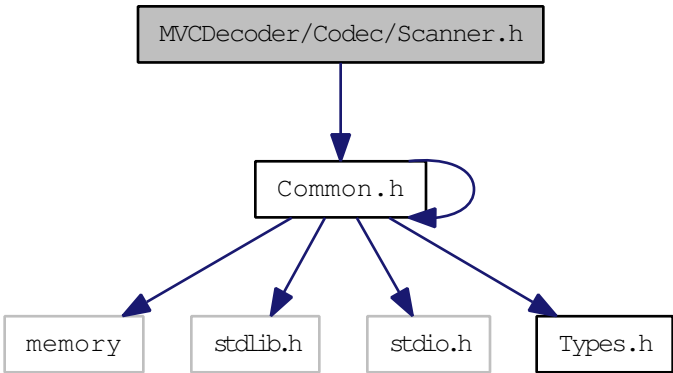 MVCDecoder/Codec/Scanner.h
Common.h
memory
stdlib.h
stdio.h
Types.h